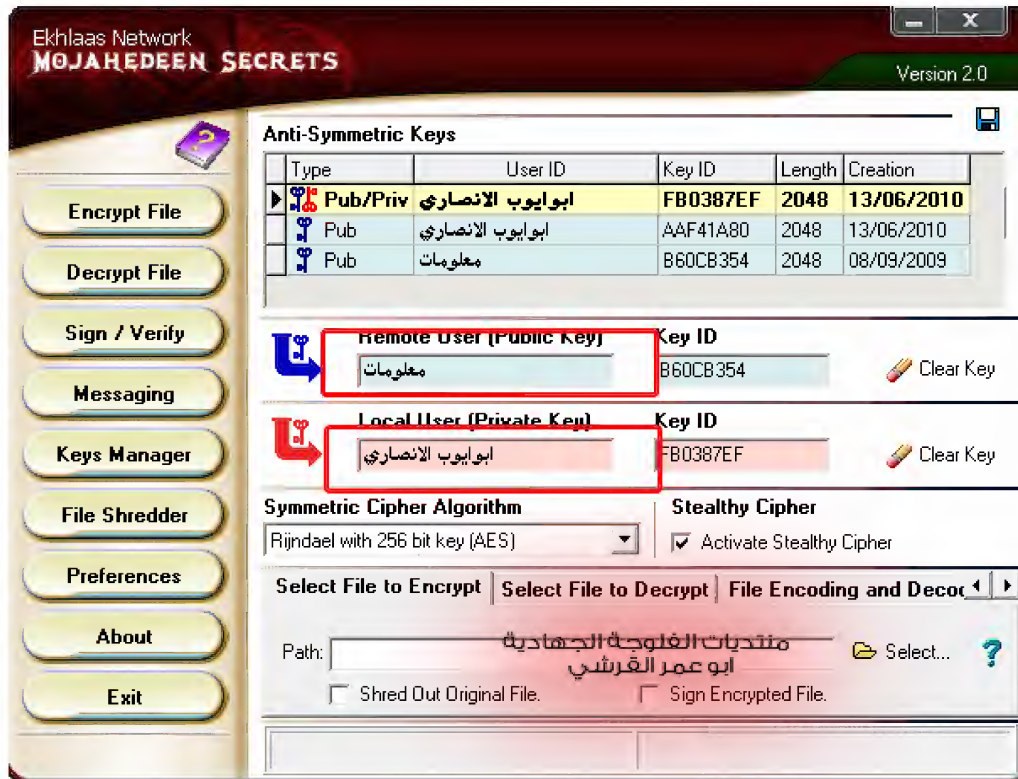 Ekhlaas Network
MOJAHEDEEN SECRETS
Version 2.0
Anti-Symmetric Keys
Type User ID Key ID Length Creation
Pub/Priv ابوايوب الانصاري FB0387EF 2048 13/06/2010
Pub ابوايوب الانصاري AAF41A80 2048 13/06/2010
Pub معلومات B60CB354 2048 08/09/2009
Encrypt File
Decrypt File
Sign / Verify
Messaging
Keys Manager
File Shredder
Preferences
About
Exit
Remote User (Public Key) Key ID
معلومات B60CB354 Clear Key
Local User (Private Key) Key ID
ابوايوب الانصاري FB0387EF Clear Key
Symmetric Cipher Algorithm Stealthy Cipher
Rijndael with 256 bit key (AES) Activate Stealthy Cipher
Select File to Encrypt Select File to Decrypt File Encoding and Decoc
Path: Select... ?
منتديات الفلوجة الجهادية
ابو عمر القرشي
Shred Out Original File. Sign Encrypted File.